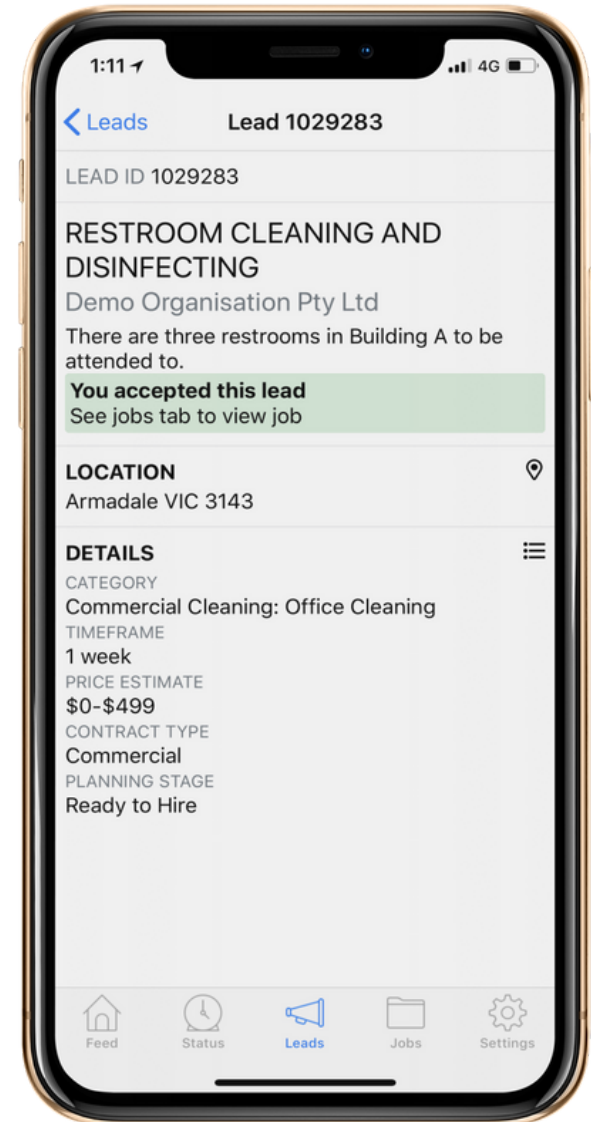 1:11
4G
Leads
Lead 1029283
LEAD ID 1029283
RESTROOM CLEANING AND
DISINFECTING
Demo Organisation Pty Ltd
There are three restrooms in Building A to be
attended to.
You accepted this lead
See jobs tab to view job
LOCATION
Armadale VIC 3143
DETAILS
CATEGORY
Commercial Cleaning: Office Cleaning
TIMEFRAME
1 week
PRICE ESTIMATE
$0-$499
CONTRACT TYPE
Commercial
PLANNING STAGE
Ready to Hire
Feed
Status
Leads
Jobs
Settings